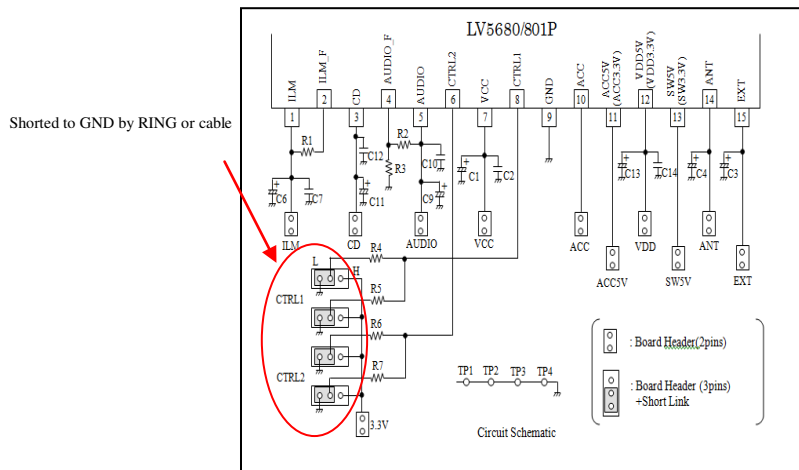 LV5680/801P
ILM
ILM_F
CD
AUDIO_F
AUDIO
CTRL2
VCC
CTRL1
GND
ACC
ACC5V
(ACC3.3V)
VDD5V
(VDD3.3V)
SW5V
(SW3.3V)
ANT
EXT
1 2 3 4 5 6 7 8 9 10 11 12 13 14 15
Shorted to GND by RING or cable
R1
R2
R3
C12
C10
C1
C2
C13
C14
C4
C3
C6
C7
C11
C9
+
+
+
+
+
+
+
ILM
CD
AUDIO
VCC
ACC
VDD
ANT
ACC5V
SW5V
EXT
L
H
R4
CTRL1
R5
R6
CTRL2
R7
3.3V
TP1 TP2 TP3 TP4
Circuit Schematic
: Board Header(2pins)
: Board Header (3pins)
+Short Link